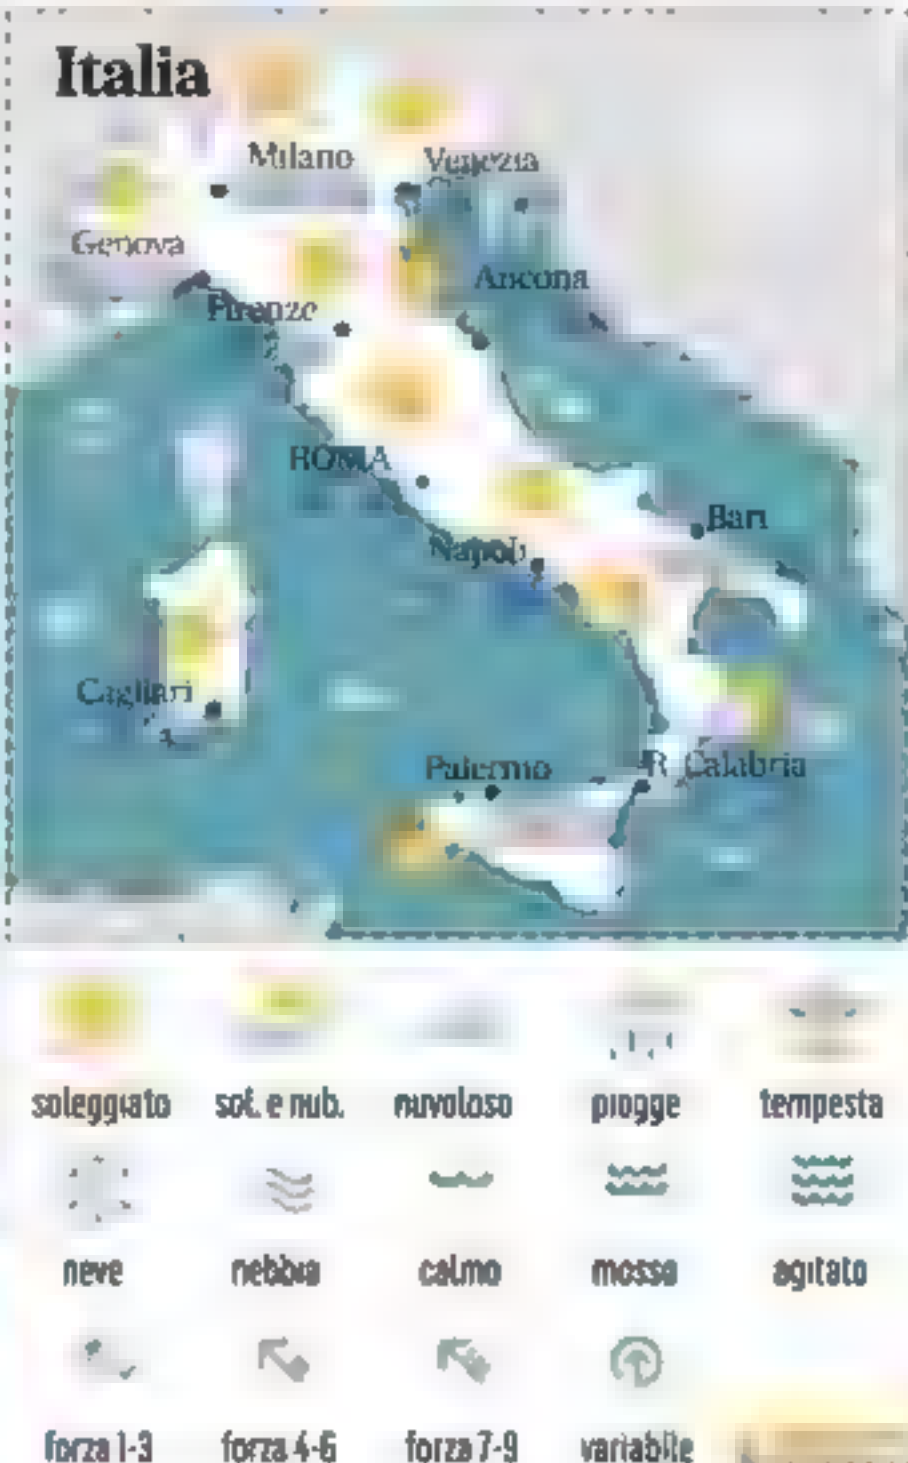 Italia
Milano
Venezia
Genova
Ancona
Firenze
ROMA
Bari
Napoli
Cagliari
Palermo
R. Calabria
soleggiato
sol. e nub.
nuvoloso
piogge
tempesta
neve
nebbia
calmo
mosso
agitato
forza 1-3
forza 4-6
forza 7-9
variabile